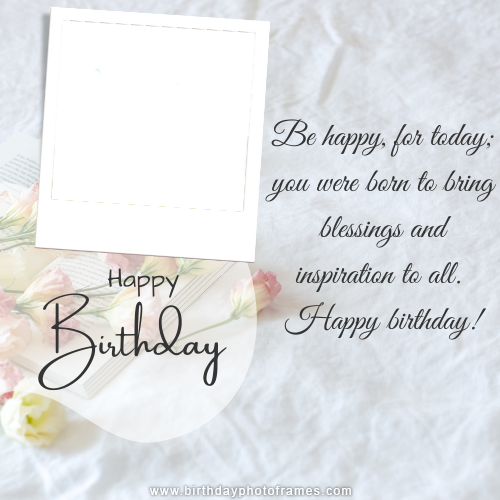 Be happy, for today;
you were born to bring
blessings and
inspiration to all.
Happy birthday!
Happy
Birthday
www.birthdayphotoframes.com